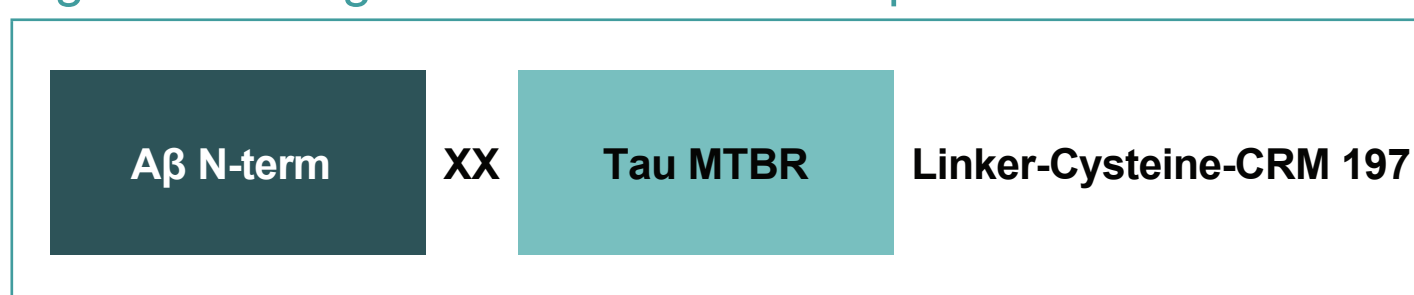 Aβ N-term XX Tau MTBR Linker-Cysteine-CRM 197